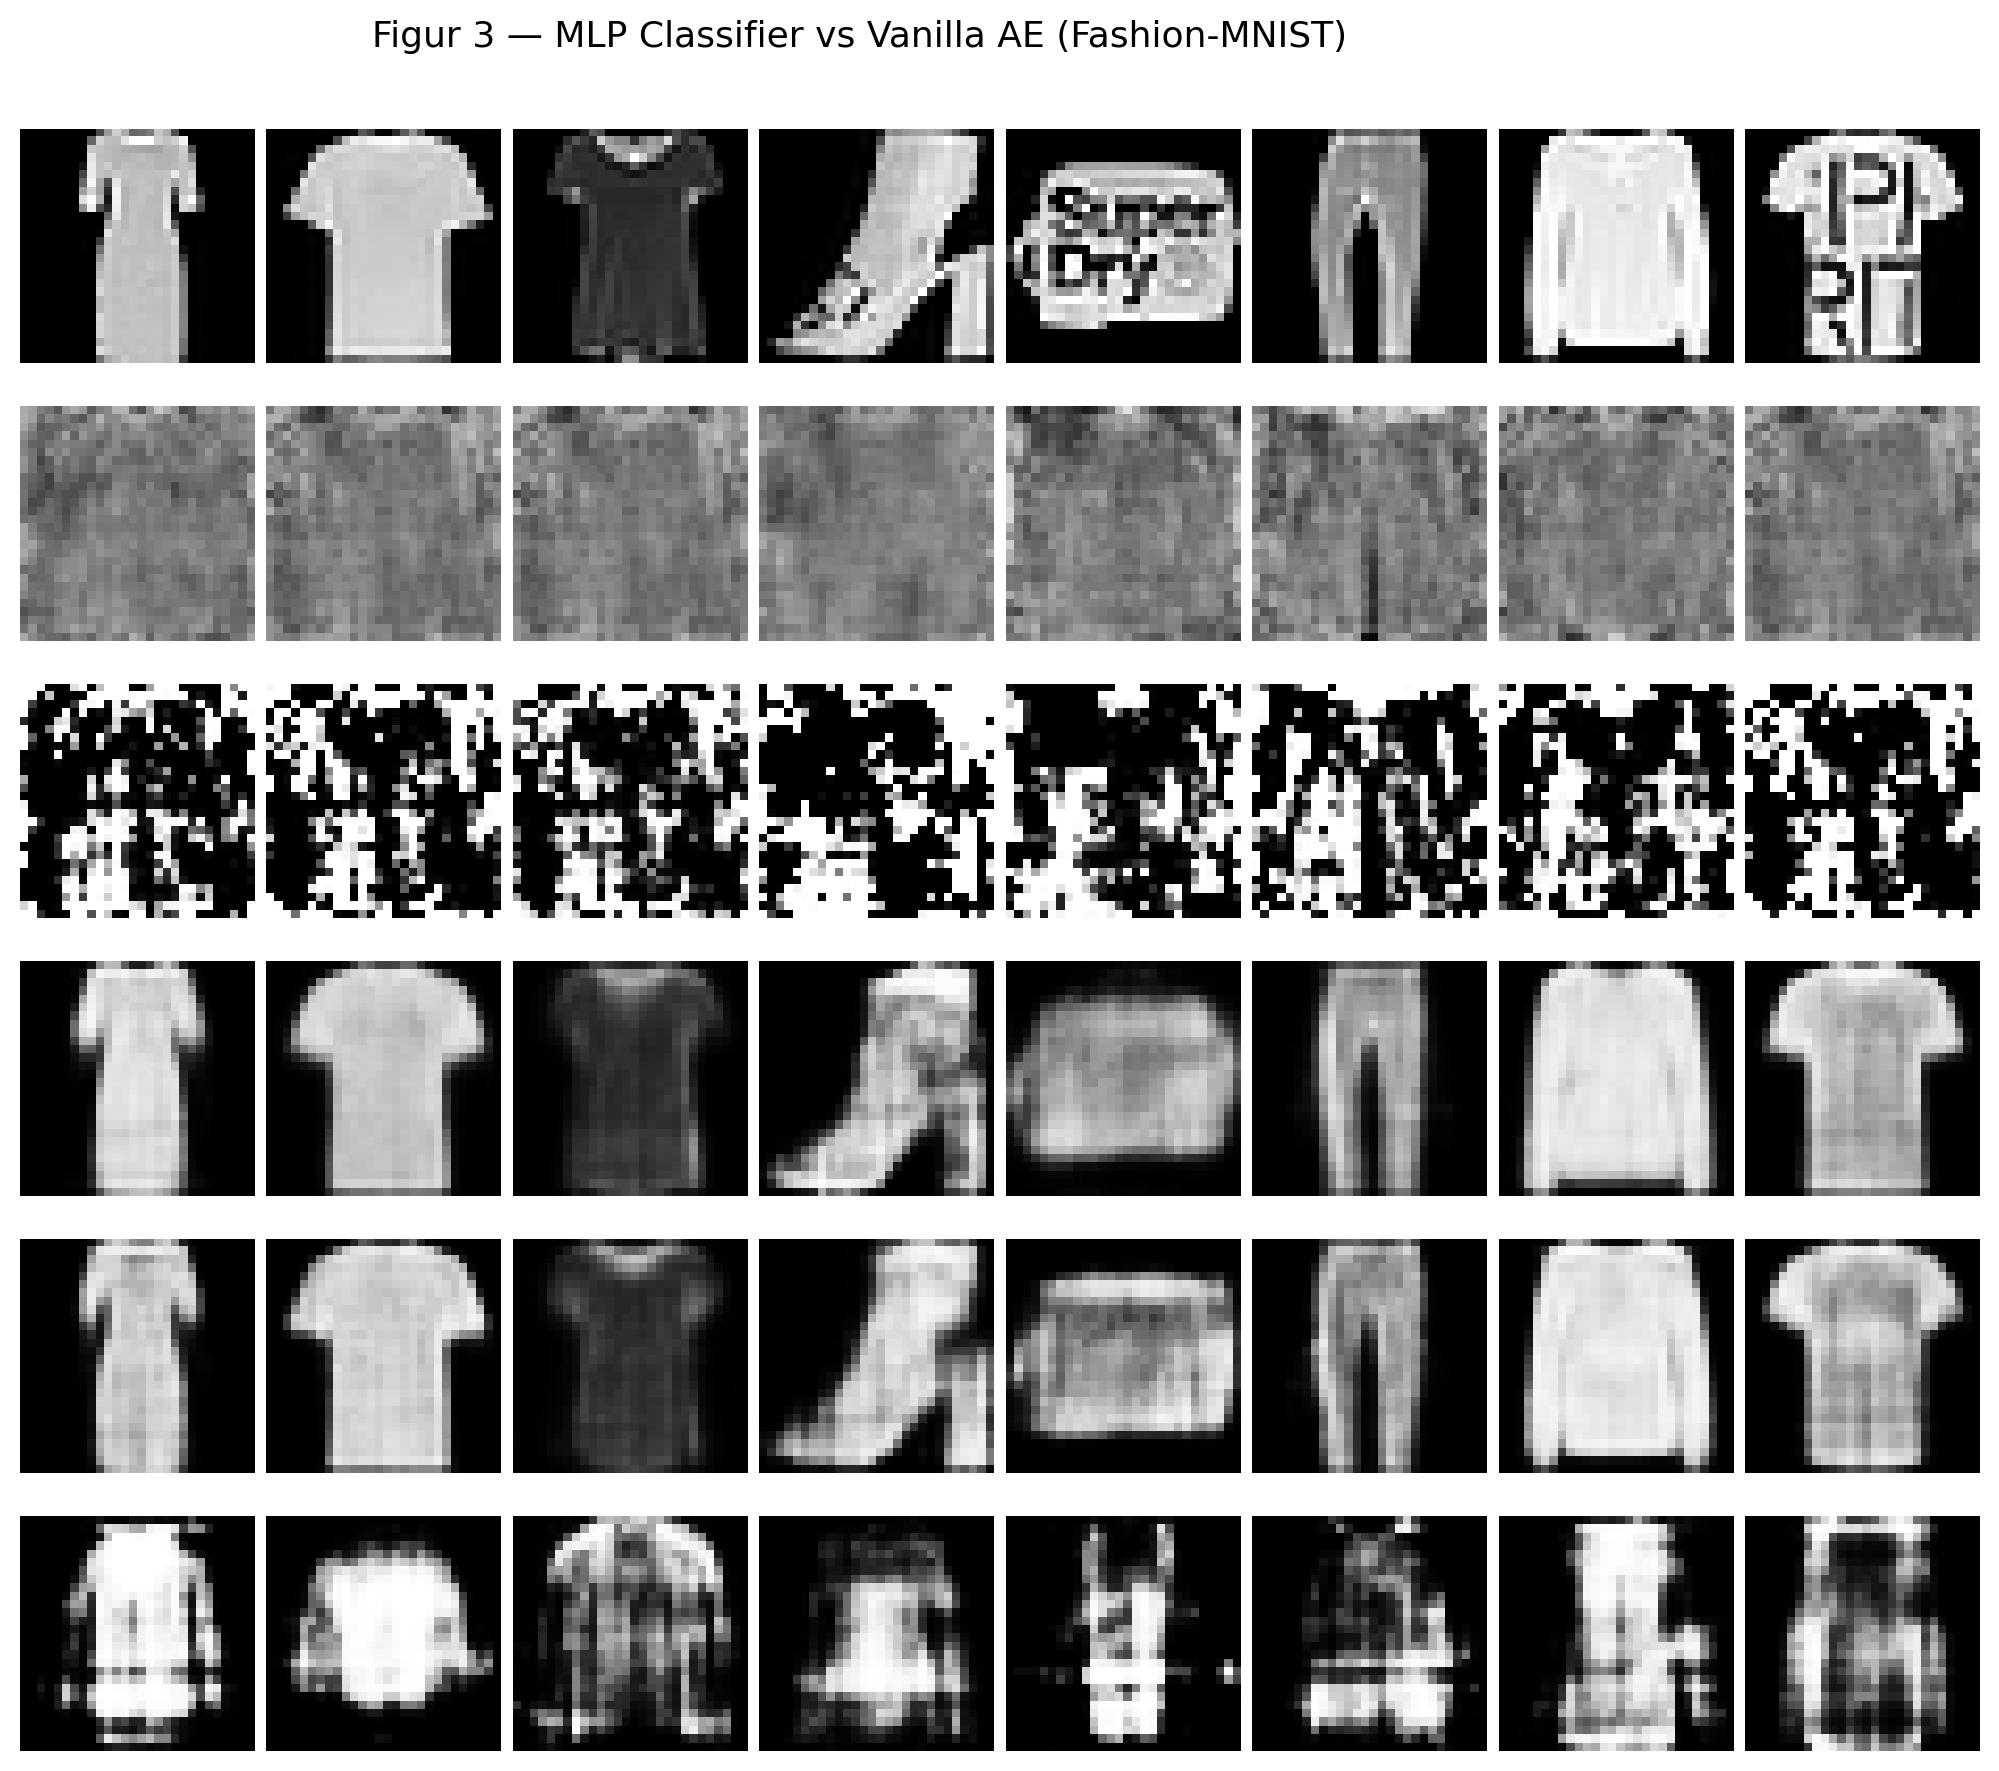 Figur 3 — MLP Classifier vs Vanilla AE (Fashion-MNIST)
Super
Dry